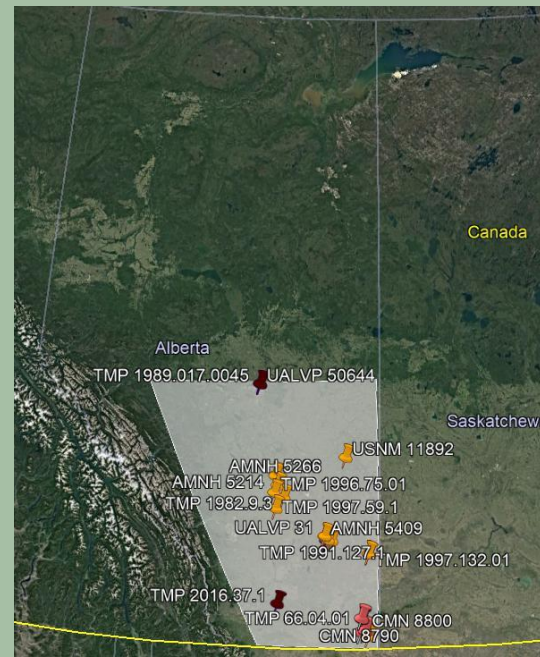 Canada
Alberta
TMP 1989.017.0045 UALVP 50644
Saskatchew
USNM 11892
AMNH 5266
AMNH 5214 TMP 1996.75.01
TMP 1982.9.3 TMP 1997.59.1
UALVP 31 AMNH 5409
TMP 1991.127.1
TMP 1997.132.01
TMP 2016.37.1
TMP 66.04.01 CMN 8800
CMN 8790